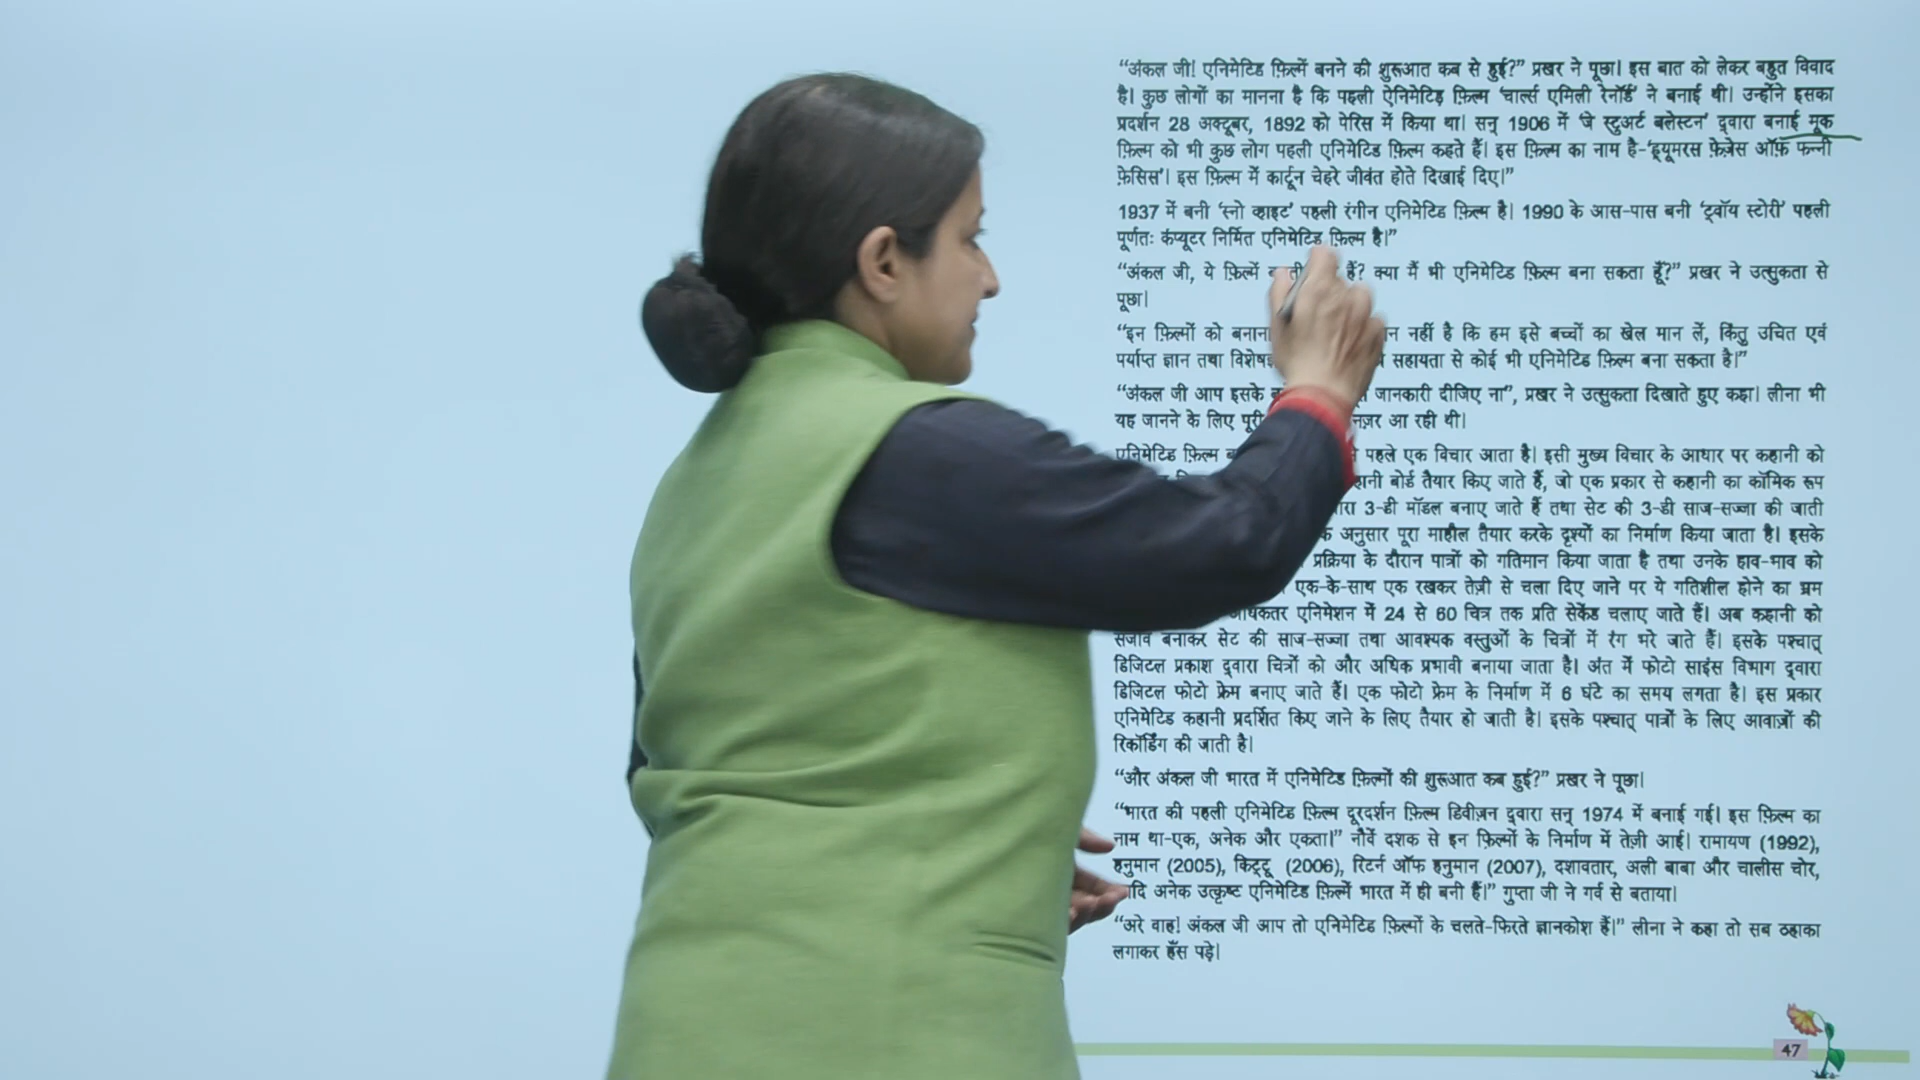 “अंकल जी! एनिमेटिड फ़िल्में बनने की शुरूआत कब से हुई?” प्रखर ने पूछा। इस बात को लेकर बहुत विवाद
है। कुछ लोगों का मानना है कि पहली ऐनिमेटिड़ फ़िल्म ‘चार्ल्स एमिली रेनॉर्ड’ ने बनाई थी। उन्होंने इसका
प्रदर्शन 28 अक्टूबर, 1892 को पेरिस में किया था। सन् 1906 में ‘जे स्टुअर्ट बलेस्टन’ द्वारा बनाई मूक
फ़िल्म को भी कुछ लोग पहली एनिमेटिड फ़िल्म कहते हैं। इस फ़िल्म का नाम है-‘ह्यूमरस फ़ेज़ेस ऑफ़ फन्नी
फ़ेसिस’। इस फ़िल्म में कार्टून चेहरे जीवंत होते दिखाई दिए।”
1937 में बनी ‘स्नो व्हाइट’ पहली रंगीन एनिमेटिड फ़िल्म है। 1990 के आस-पास बनी ‘ट्वॉय स्टोरी’ पहली
पूर्णतः कंप्यूटर निर्मित एनिमेटिड फ़िल्म है।”
“अंकल जी, ये फ़िल्में हैं? क्या मैं भी एनिमेटिड फ़िल्म बना सकता हूँ?” प्रखर ने उत्सुकता से
पूछा।
“इन फ़िल्मों को बनाना नहीं है कि हम इसे बच्चों का खेल मान लें, किंतु उचित एवं
पर्याप्त ज्ञान तथा सहायता से कोई भी एनिमेटिड फ़िल्म बना सकता है।”
“अंकल जी आप इसके जानकारी दीजिए ना”, प्रखर ने उत्सुकता दिखाते हुए कहा। लीना भी
यह जानने के लिए पूरी नज़र आ रही थी।
एनिमेटिड फ़िल्म पहले एक विचार आता है। इसी मुख्य विचार के आधार पर कहानी को
बोर्ड तैयार किए जाते हैं, जो एक प्रकार से कहानी का कॉमिक रूप
3-डी मॉडल बनाए जाते हैं तथा सेट की 3-डी साज-सज्जा की जाती
अनुसार पूरा माहौल तैयार करके दृश्यों का निर्माण किया जाता है। इसके
प्रक्रिया के दौरान पात्रों को गतिमान किया जाता है तथा उनके हाव-भाव को
एक-के-साथ एक रखकर तेज़ी से चला दिए जाने पर ये गतिशील होने का भ्रम
एनिमेशन में 24 से 60 चित्र तक प्रति सेकेंड चलाए जाते हैं। अब कहानी को
सजीव बनाकर सेट की साज-सज्जा तथा आवश्यक वस्तुओं के चित्रों में रंग भरे जाते हैं। इसके पश्चात्
डिजिटल प्रकाश द्वारा चित्रों को और अधिक प्रभावी बनाया जाता है। अंत में फोटो साइंस विभाग द्वारा
डिजिटल फोटो फ्रेम बनाए जाते हैं। एक फोटो फ्रेम के निर्माण में 6 घंटे का समय लगता है। इस प्रकार
एनिमेटिड कहानी प्रदर्शित किए जाने के लिए तैयार हो जाती है। इसके पश्चात् पात्रों के लिए आवाज़ों की
रिकॉर्डिंग की जाती है।
“और अंकल जी भारत में एनिमेटिड फ़िल्मों की शुरूआत कब हुई?” प्रखर ने पूछा।
“भारत की पहली एनिमेटिड फ़िल्म दूरदर्शन फ़िल्म डिवीज़न द्वारा सन् 1974 में बनाई गई। इस फ़िल्म का
नाम था-एक, अनेक और एकता।” नौवें दशक से इन फ़िल्मों के निर्माण में तेज़ी आई। रामायण (1992),
हनुमान (2005), किट्टू (2006), रिटर्न ऑफ हनुमान (2007), दशावतार, अली बाबा और चालीस चोर,
अनेक उत्कृष्ट एनिमेटिड फ़िल्में भारत में ही बनी हैं।” गुप्ता जी ने गर्व से बताया।
“अरे वाह! अंकल जी आप तो एनिमेटिड फ़िल्मों के चलते-फिरते ज्ञानकोश हैं।” लीना ने कहा तो सब ठहाका
लगाकर हँस पड़े।
47